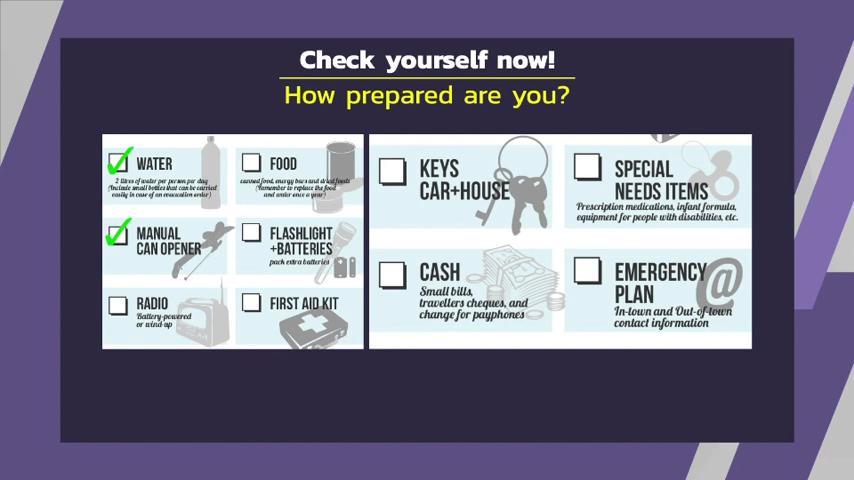 Check yourself now!
How prepared are you?
WATER
2 litres of water per person per day
(Include small bottles that can be carried
easily in case of an evacuation order)
FOOD
canned food, energy bars and dried foods
(Remember to replace the food
and water once a year)
MANUAL
CAN OPENER
FLASHLIGHT
+BATTERIES
pack extra batteries
RADIO
Battery-powered
or wind-up
FIRST AID KIT
KEYS
CAR+HOUSE
SPECIAL
NEEDS ITEMS
Prescription medications, infant formula,
equipment for people with disabilities, etc.
CASH
Small bills,
travellers cheques, and
change for payphones
EMERGENCY
PLAN
In-town and Out-of-town
contact information
@